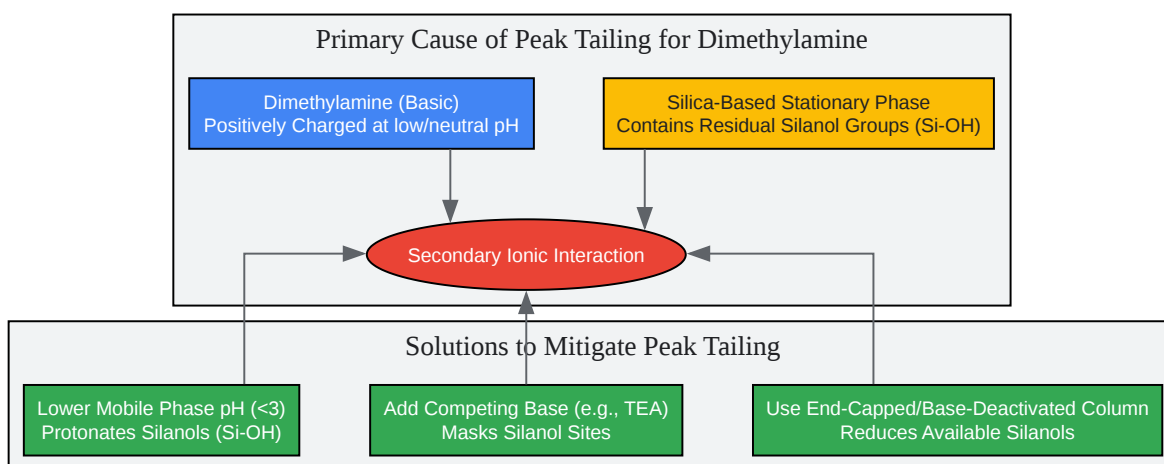 Primary Cause of Peak Tailing for Dimethylamine
Dimethylamine (Basic)
Positively Charged at low/neutral pH
Silica-Based Stationary Phase
Contains Residual Silanol Groups (Si-OH)
Secondary Ionic Interaction
Solutions to Mitigate Peak Tailing
Lower Mobile Phase pH (<3)
Protonates Silanols (Si-OH)
Add Competing Base (e.g., TEA)
Masks Silanol Sites
Use End-Capped/Base-Deactivated Column
Reduces Available Silanols